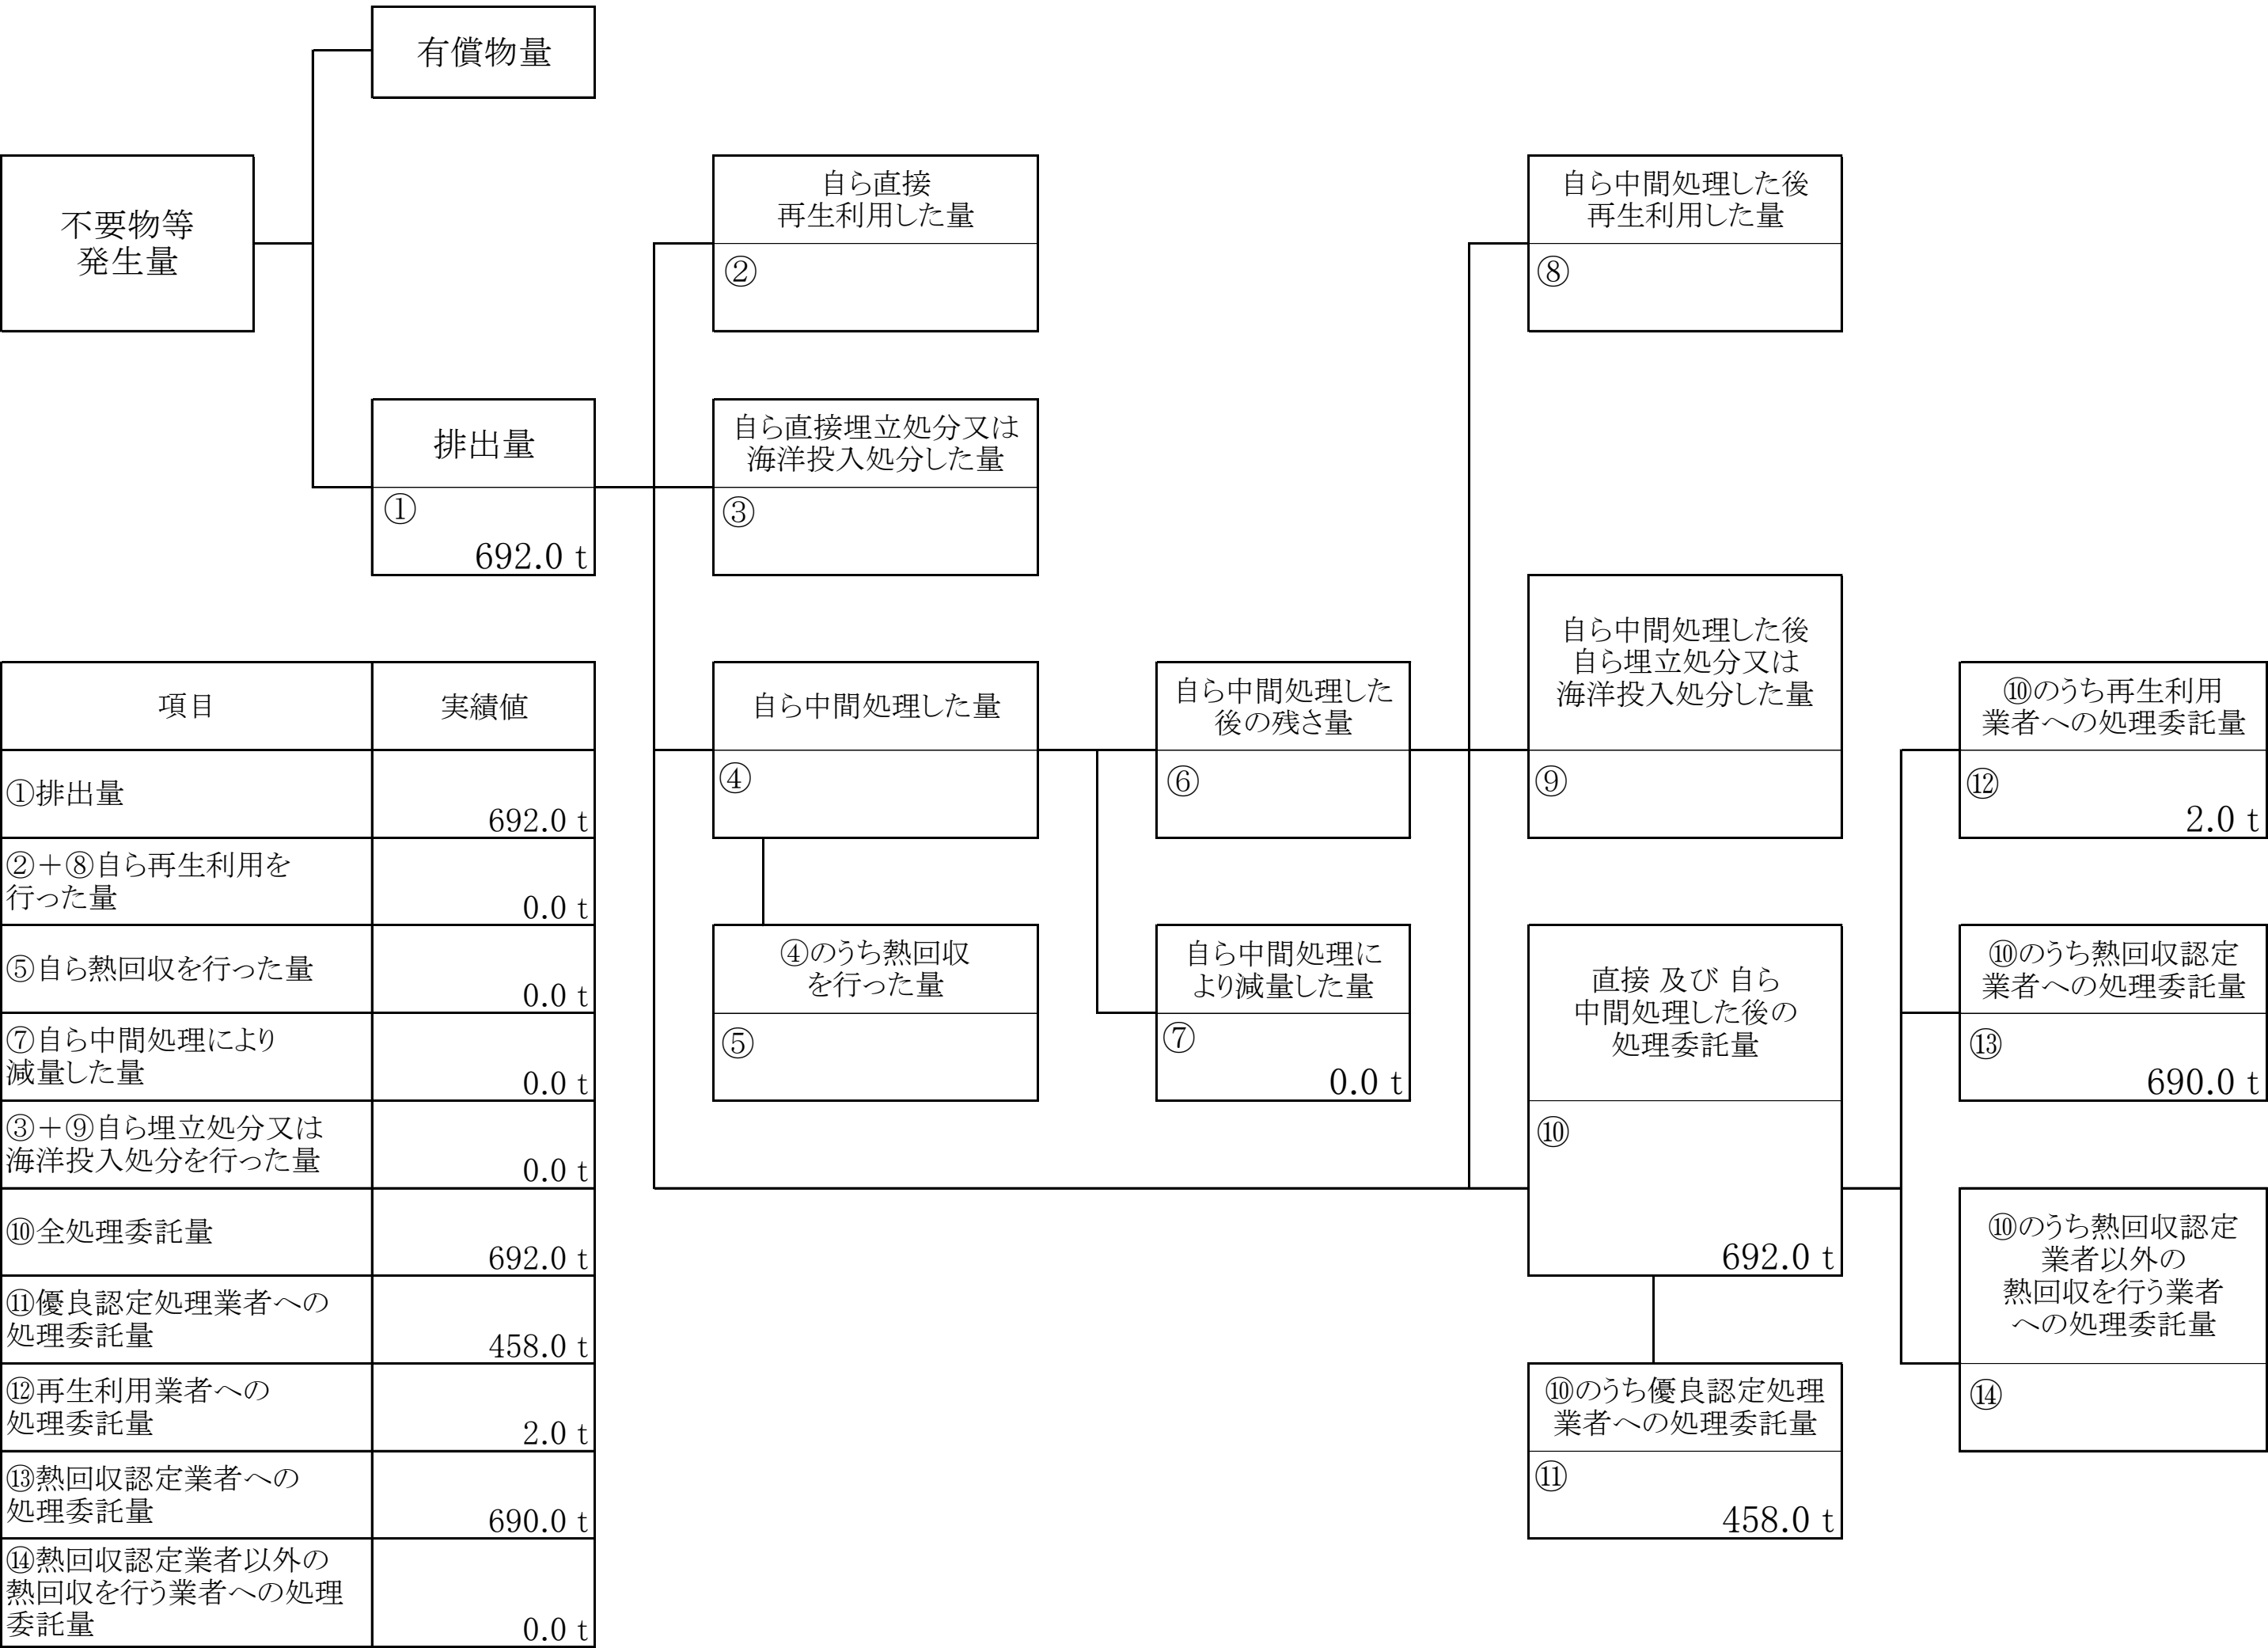 有償物量
不要物等
発生量
自ら直接
再生利用した量
②
自ら中間処理した後
再生利用した量
⑧
排出量
①
692.0 t
自ら直接埋立処分又は
海洋投入処分した量
③
自ら中間処理した量
④
自ら中間処理した
後の残さ量
⑥
自ら中間処理した後
自ら埋立処分又は
海洋投入処分した量
⑨
⑩のうち再生利用
業者への処理委託量
⑫
2.0 t
④のうち熱回収
を行った量
⑤
自ら中間処理に
より減量した量
⑦
0.0 t
直接 及び 自ら
中間処理した後の
処理委託量
⑩
692.0 t
⑩のうち熱回収認定
業者への処理委託量
⑬
690.0 t
⑩のうち熱回収認定
業者以外の
熱回収を行う業者
への処理委託量
⑭
⑩のうち優良認定処理
業者への処理委託量
⑪
458.0 t
項目
実績値
①排出量
692.0 t
②＋⑧自ら再生利用を
行った量
0.0 t
⑤自ら熱回収を行った量
0.0 t
⑦自ら中間処理により
減量した量
0.0 t
③＋⑨自ら埋立処分又は
海洋投入処分を行った量
0.0 t
⑩全処理委託量
692.0 t
⑪優良認定処理業者への
処理委託量
458.0 t
⑫再生利用業者への
処理委託量
2.0 t
⑬熱回収認定業者への
処理委託量
690.0 t
⑭熱回収認定業者以外の
熱回収を行う業者への処理
委託量
0.0 t